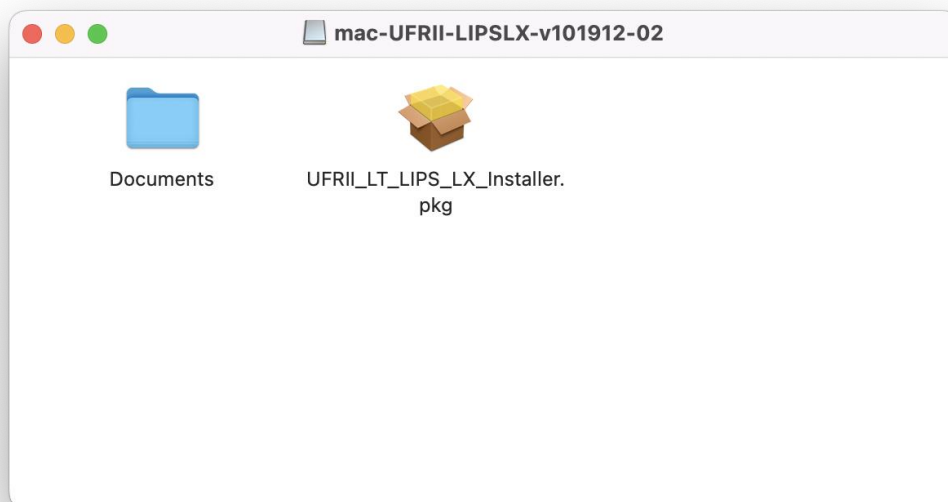 mac-UFRII-LIPSLX-v101912-02
Documents
UFRII_LT_LIPS_LX_Installer.
pkg